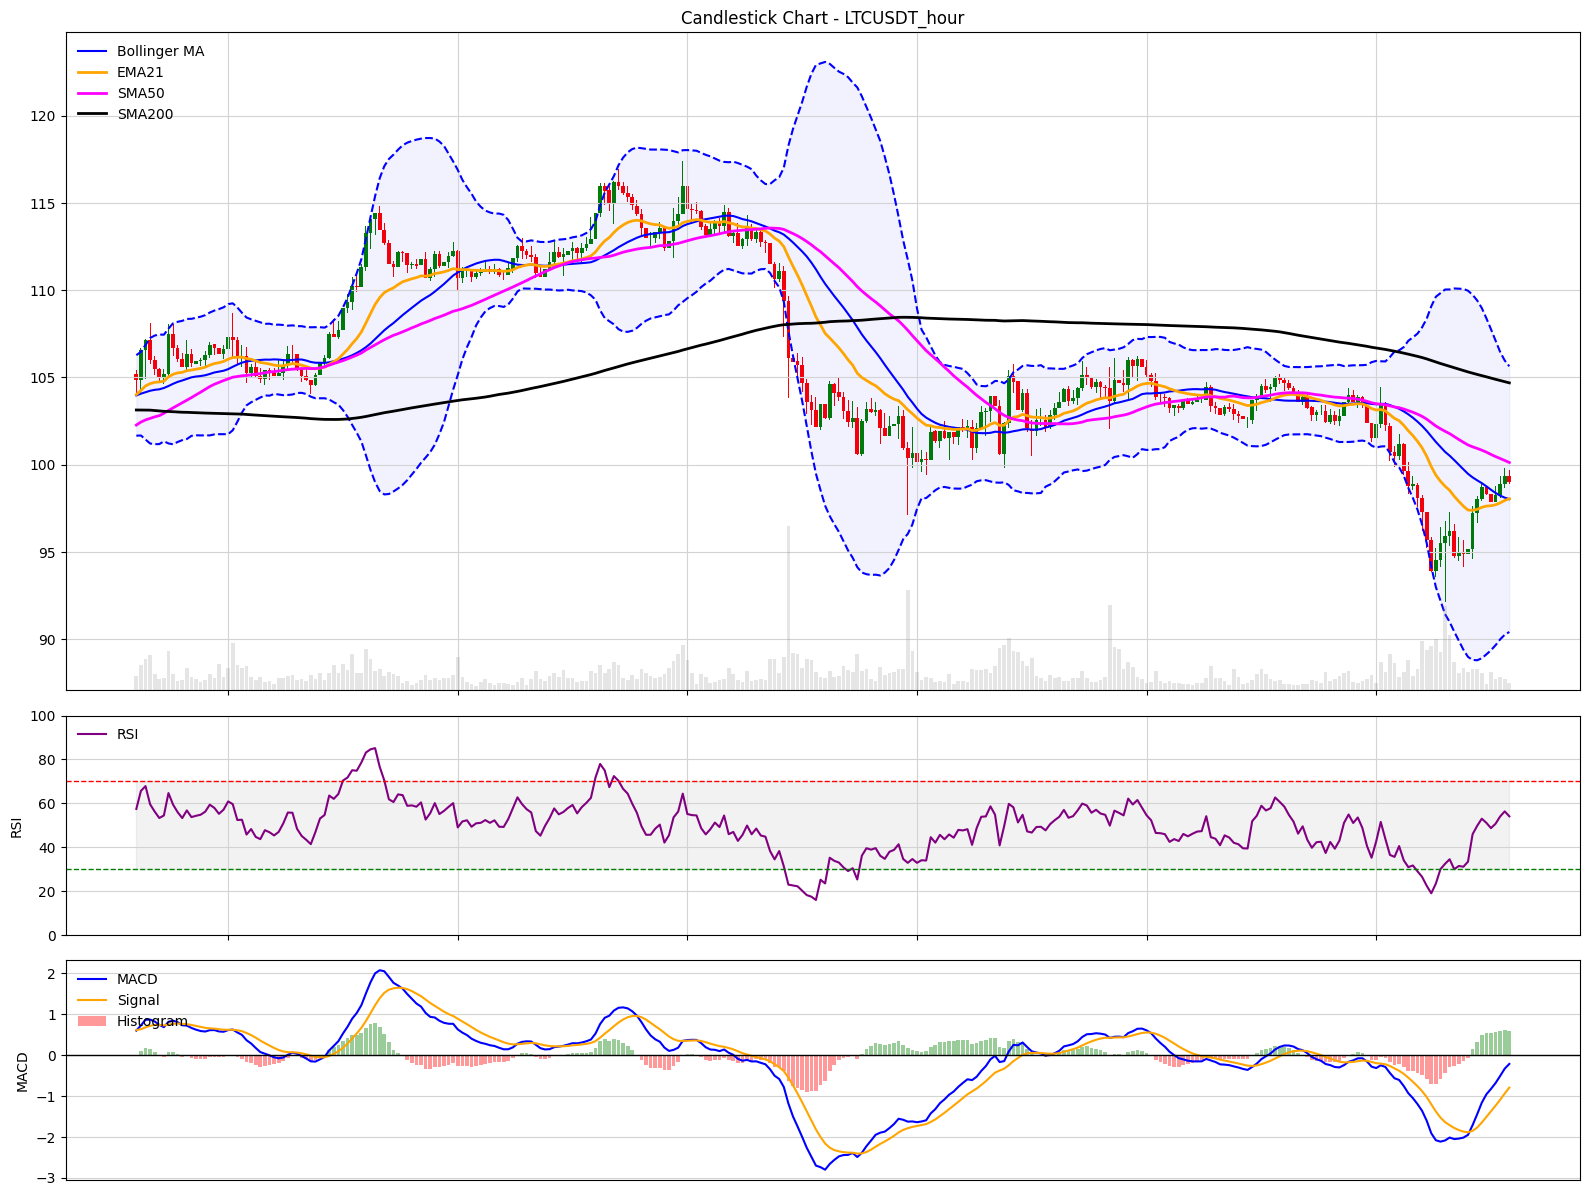 Candlestick Chart - LTCUSDT_hour
Bollinger MA
EMA21
SMA50
SMA200
120
115
110
105
100
95
90
RSI
100
80
60
40
20
0
RSI
MACD
Signal
Histogram
2
1
0
−1
−2
−3
MACD